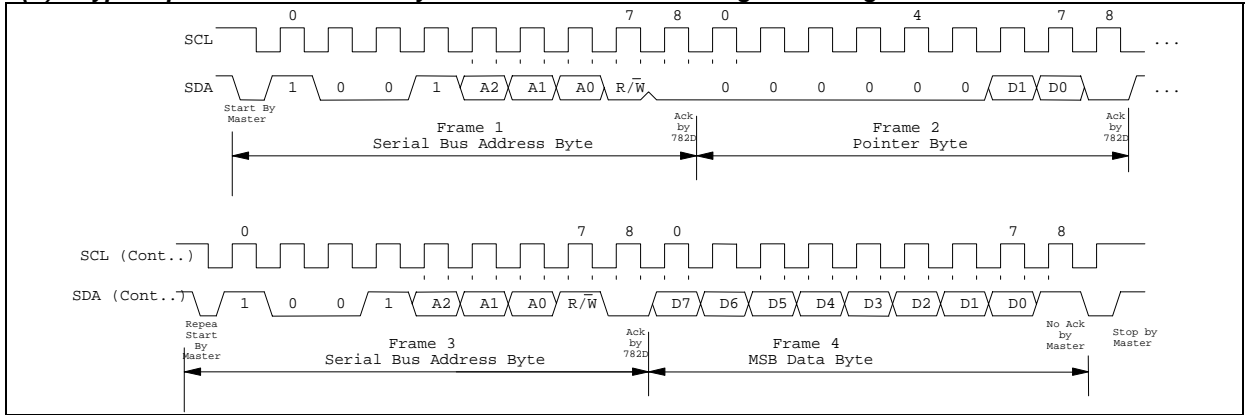 0 7 8 0 4 7 8
SCL ...
SDA 1 0 0 1 A2 A1 A0 R/W 0 0 0 0 0 0 D1 D0 ...
Start By
Master
Ack
by
782D
Ack
by
782D
Frame 1
Serial Bus Address Byte
Frame 2
Pointer Byte
0 7 8 0 7 8
SCL (Cont..)
SDA (Cont..) 1 0 0 1 A2 A1 A0 R/W D7 D6 D5 D4 D3 D2 D1 D0
Repea
Start
By
Master
Ack
by
782D
No Ack
by
Master
Stop by
Master
Frame 3
Serial Bus Address Byte
Frame 4
MSB Data Byte